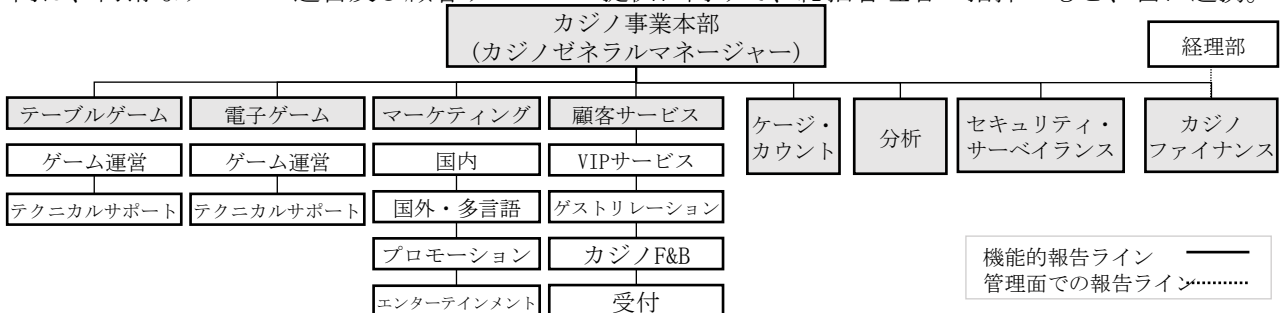 カジノ事業本部
(カジノゼネラルマネージャー)
経理部
テーブルゲーム
電子ゲーム
マーケティング
顧客サービス
ケージ・
カウント
分析
セキュリティ・
サーベイランス
カジノ
ファイナンス
ゲーム運営
ゲーム運営
国内
VIPサービス
テクニカルサポート
テクニカルサポート
国外・多言語
ゲストリレーション
プロモーション
カジノF&B
エンターテインメント
受付
機能的報告ライン
管理面での報告ライン